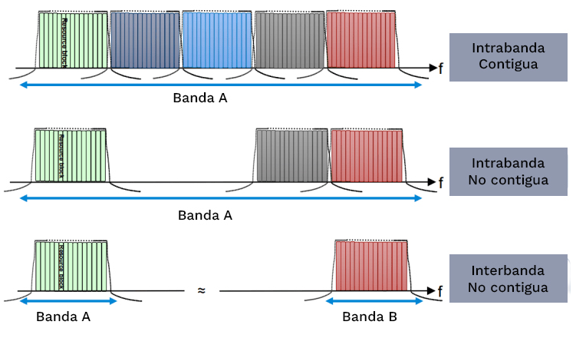 Resource block
f
Intrabanda
Contigua
Banda A
Resource block
f
Intrabanda
No contigua
Banda A
Resource block
≈
f
Interbanda
No contigua
Banda A
Banda B